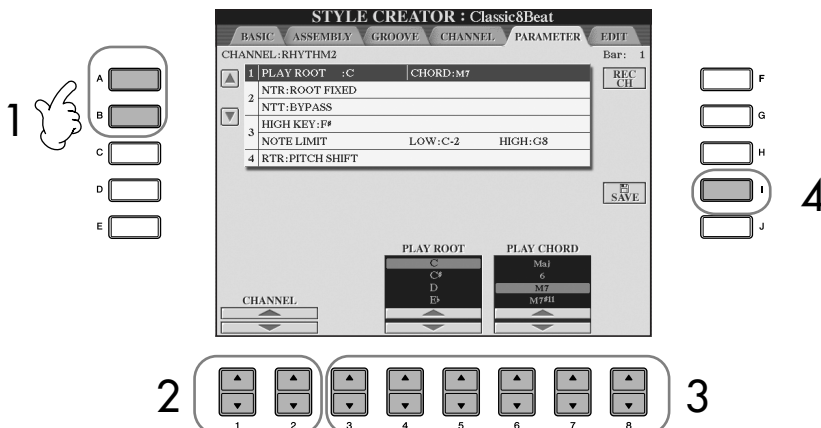 STYLE CREATOR : Classic8Beat
BASIC ASSEMBLY GROOVE CHANNEL PARAMETER EDIT
CHANNEL:RHYTHM2 Bar: 1
1 PLAY ROOT :C CHORD:M7
REC CH
2 NTR:ROOT FIXED
NTT:BYPASS
3 HIGH KEY:F♯
NOTE LIMIT LOW:C-2 HIGH:G8
4 RTR:PITCH SHIFT
SAVE
PLAY ROOT PLAY CHORD
C Maj
C♯ 6
D M7
E♭ M7♯11
CHANNEL
A
B
C
D
E
F
G
H
I
J
1
4
2
3
1 2 3 4 5 6 7 8